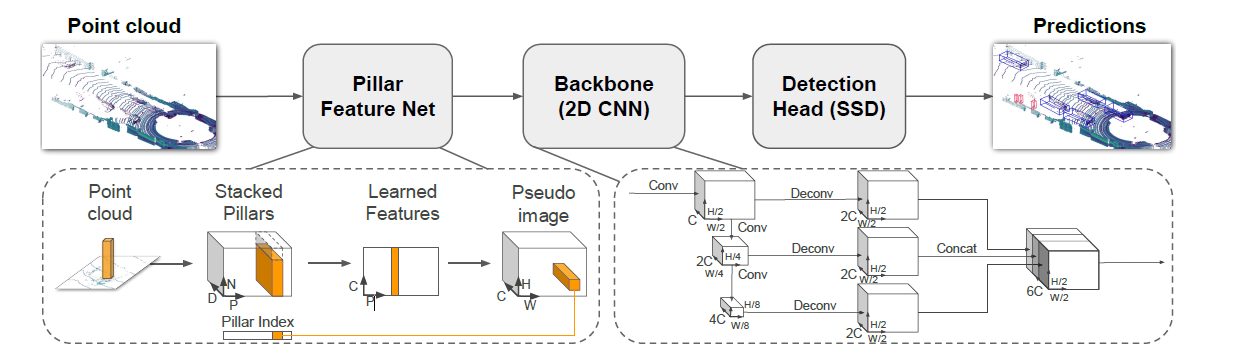 Point cloud
Predictions
Pillar
Feature Net
Backbone
(2D CNN)
Detection
Head (SSD)
Point
cloud
Stacked
Pillars
Learned
Features
Pseudo
image
D
N
P
C
P
C
H
W
Pillar Index
Conv
C
H/2
W/2
Conv
2C
H/4
W/4
Conv
4C
H/8
W/8
Deconv
2C
H/2
W/2
Deconv
2C
H/2
W/2
Deconv
2C
H/2
W/2
Concat
6C
H/2
W/2